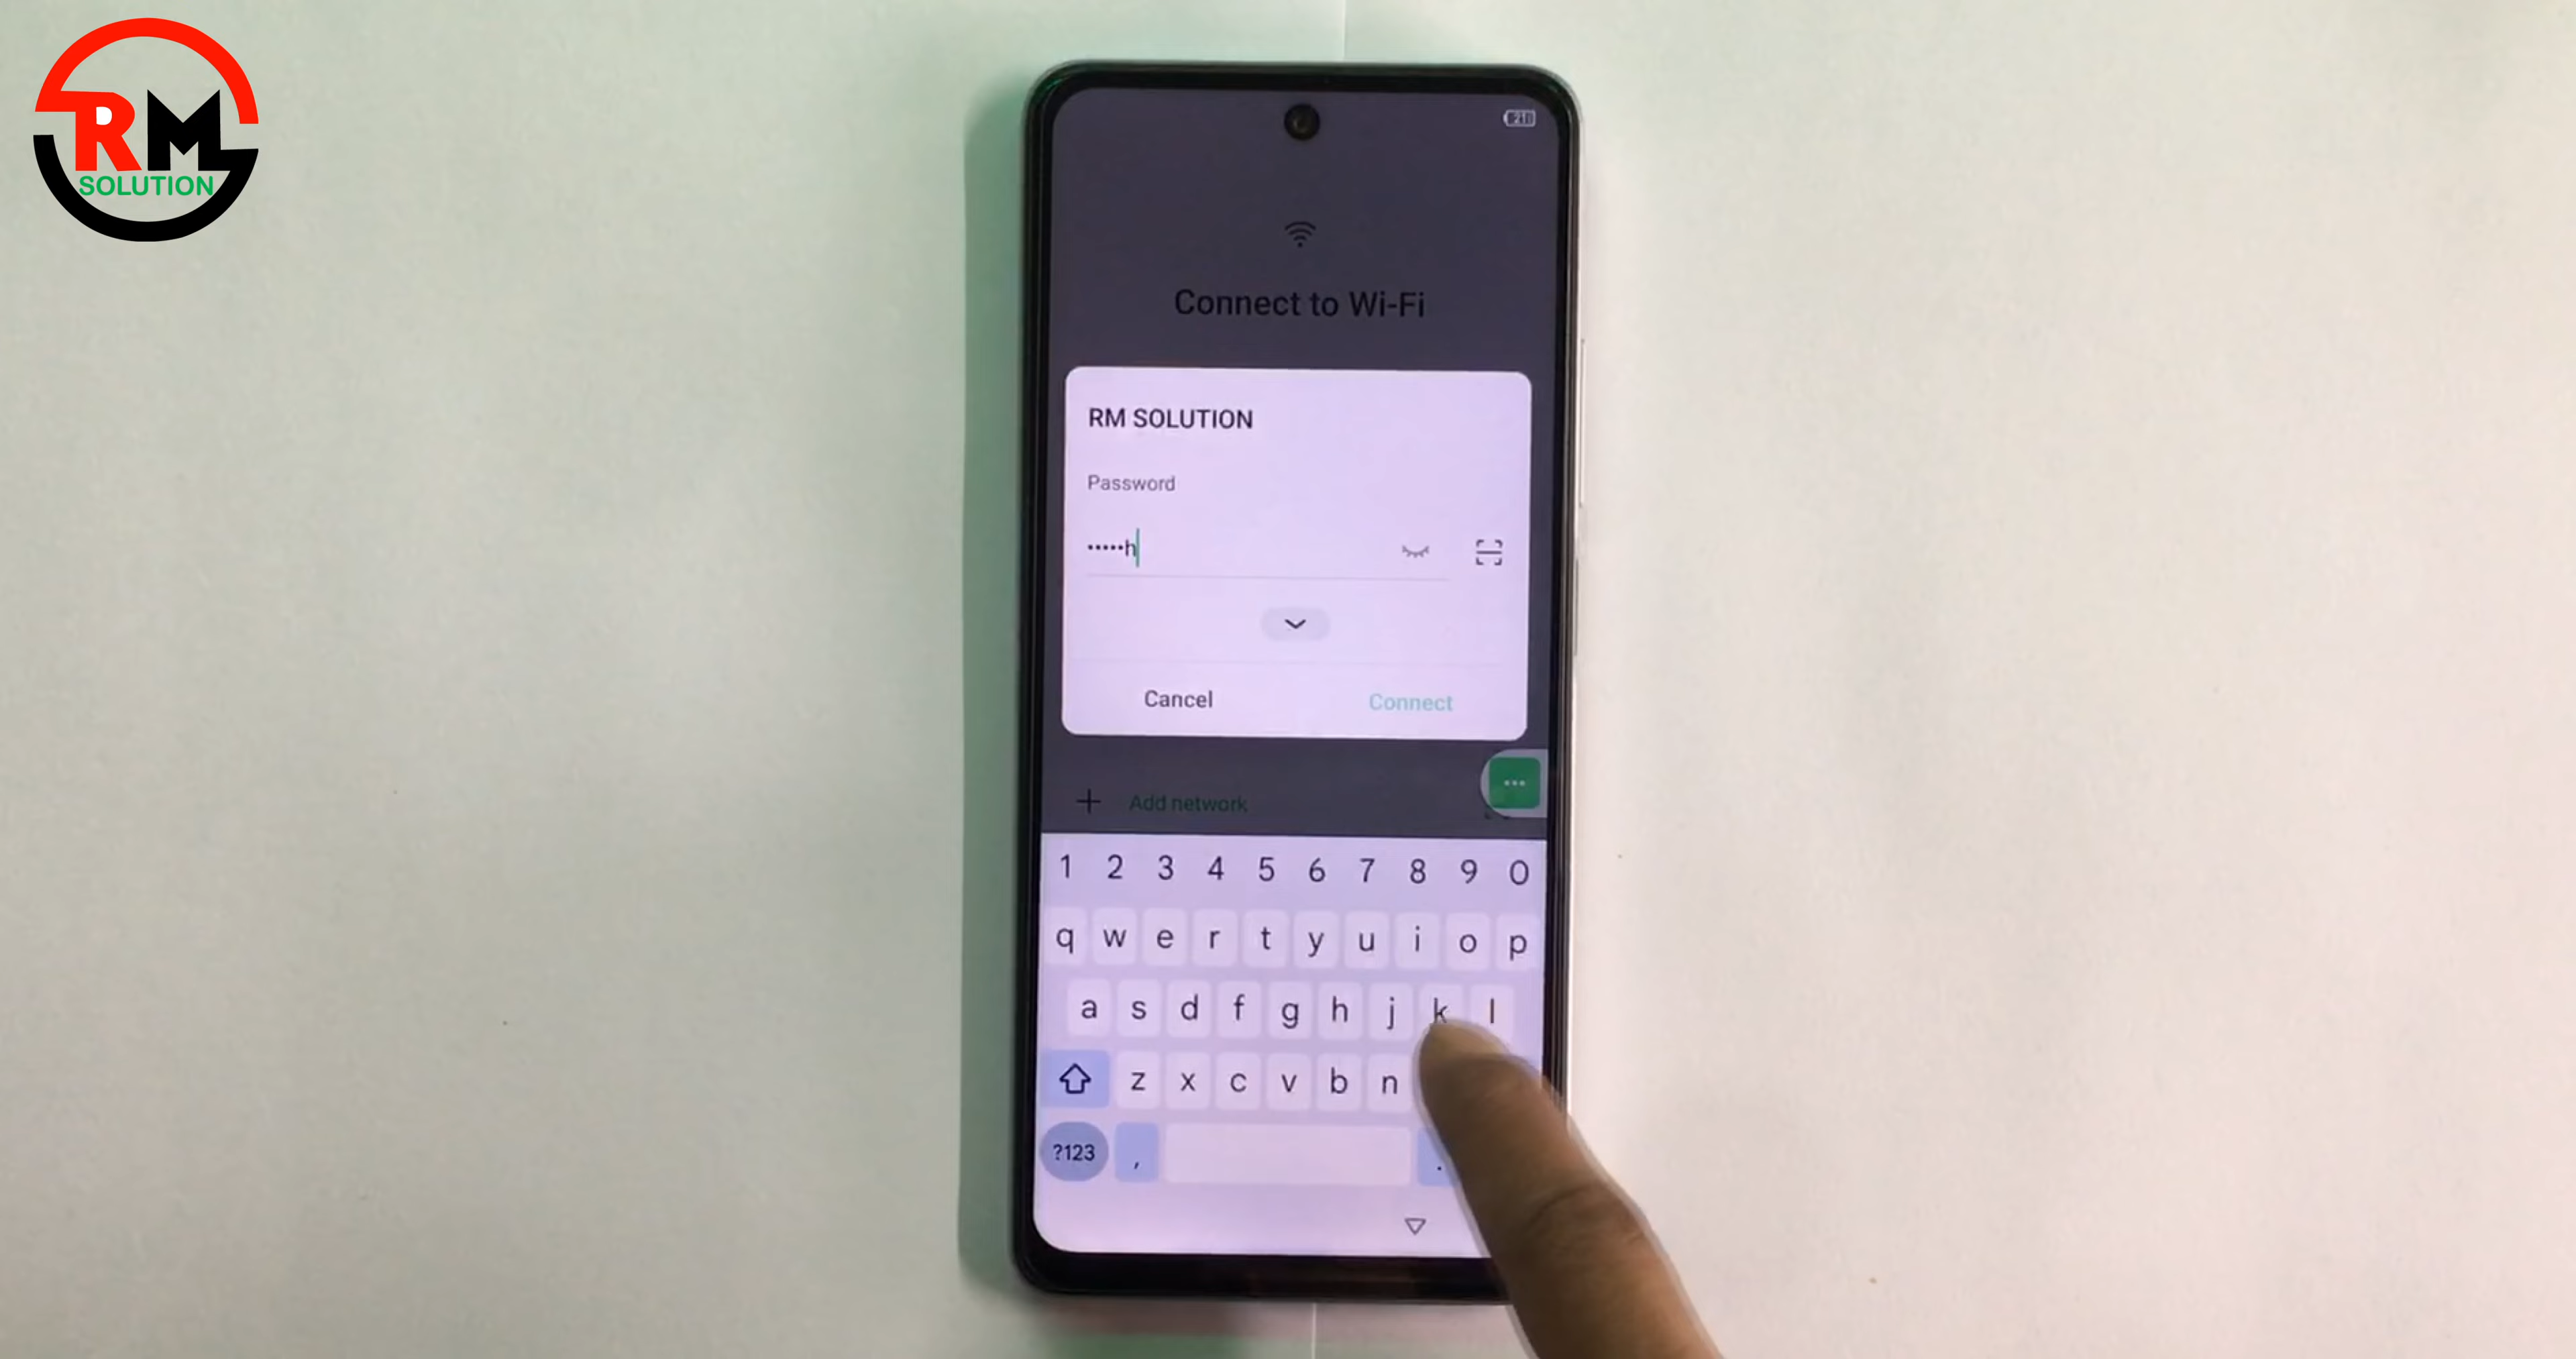 RM
SOLUTION
21
Connect to Wi-Fi
RM SOLUTION
Password
•••••h
Cancel Connect
Add network
1 2 3 4 5 6 7 8 9 0
q w e r t y u i o p
a s d f g h j k l
z x c v b n
?123 , .